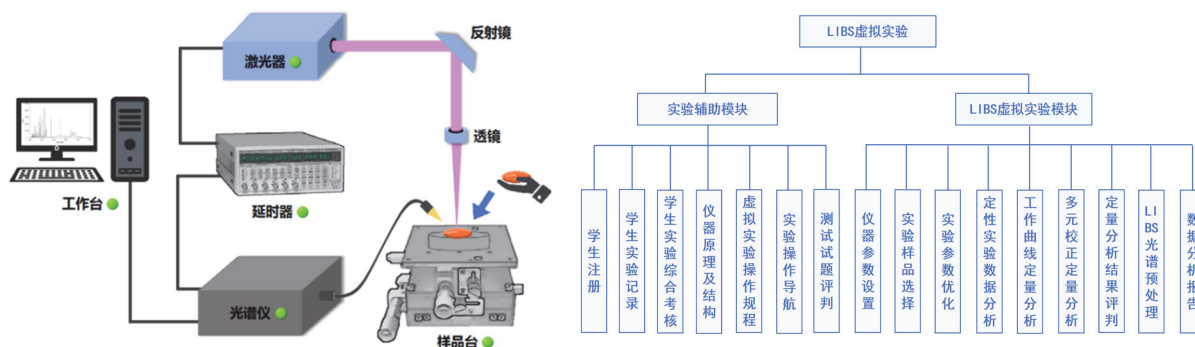 激光器
反射镜
透镜
工作台
延时器
光谱仪
样品台
LIBS虚拟实验
实验辅助模块
LIBS虚拟实验模块
学生注册
学生实验记录
学生实验综合考核
仪器原理及结构
虚拟实验操作规程
实验操作导航
测试试题评判
仪器参数设置
实验样品选择
实验参数优化
定性实验数据分析
工作曲线定量分析
多元校正定量分析
定量分析结果评判
LIBS光谱预处理
数据分析报告